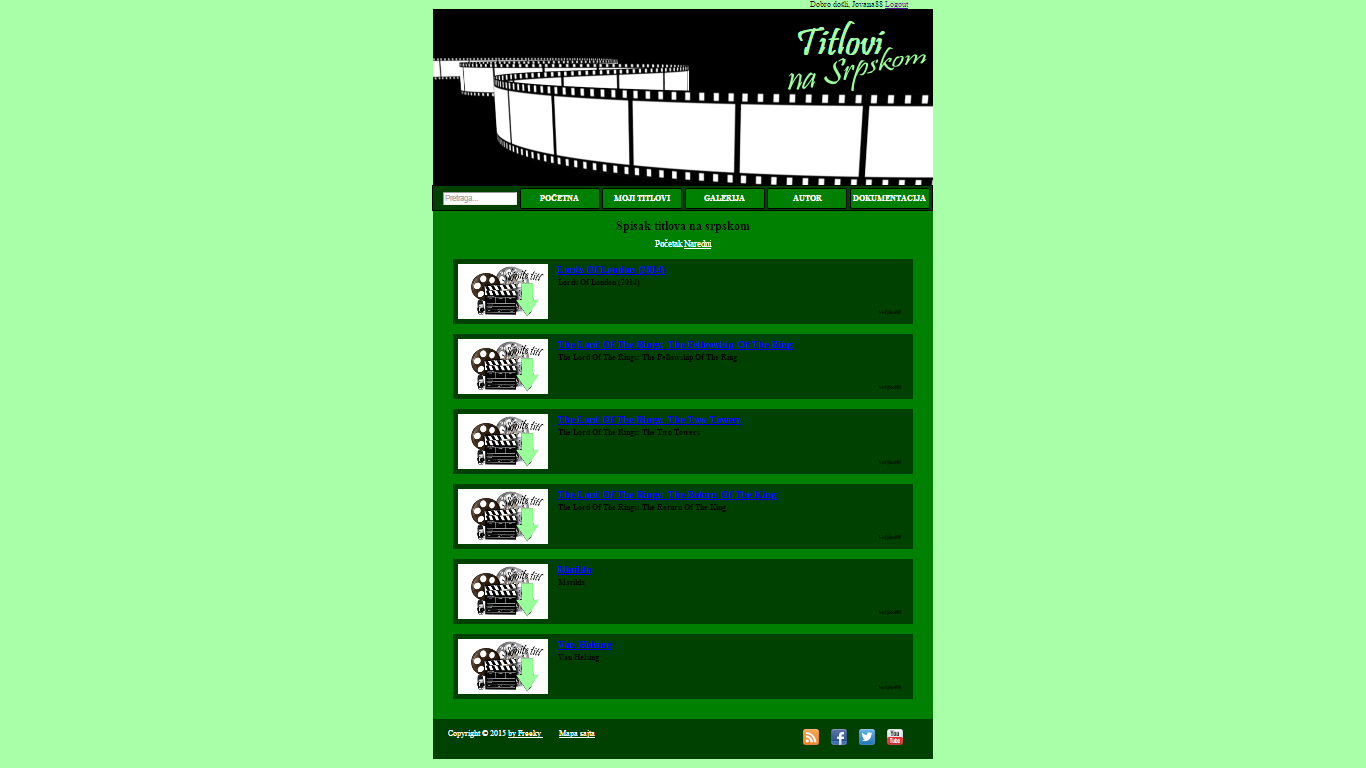 Dobro došli, Jovana88 Logout
Titlovi
na Srpskom
Pretraga...
POČETNA
MOJI TITLOVI
GALERIJA
AUTOR
DOKUMENTACIJA
Spisak titlova na srpskom
Početak Naredni
Lords Of London (2014)
Lords Of London (2014)
The Lord Of The Rings: The Fellowship Of The Ring
The Lord Of The Rings: The Fellowship Of The Ring
The Lord Of The Rings: The Two Towers
The Lord Of The Rings: The Two Towers
The Lord Of The Rings: The Return Of The King
The Lord Of The Rings: The Return Of The King
Matilda
Matilda
Van Helsing
Van Helsing
Copyright © 2015 by Freeky
Mapa sajta
You
Tube